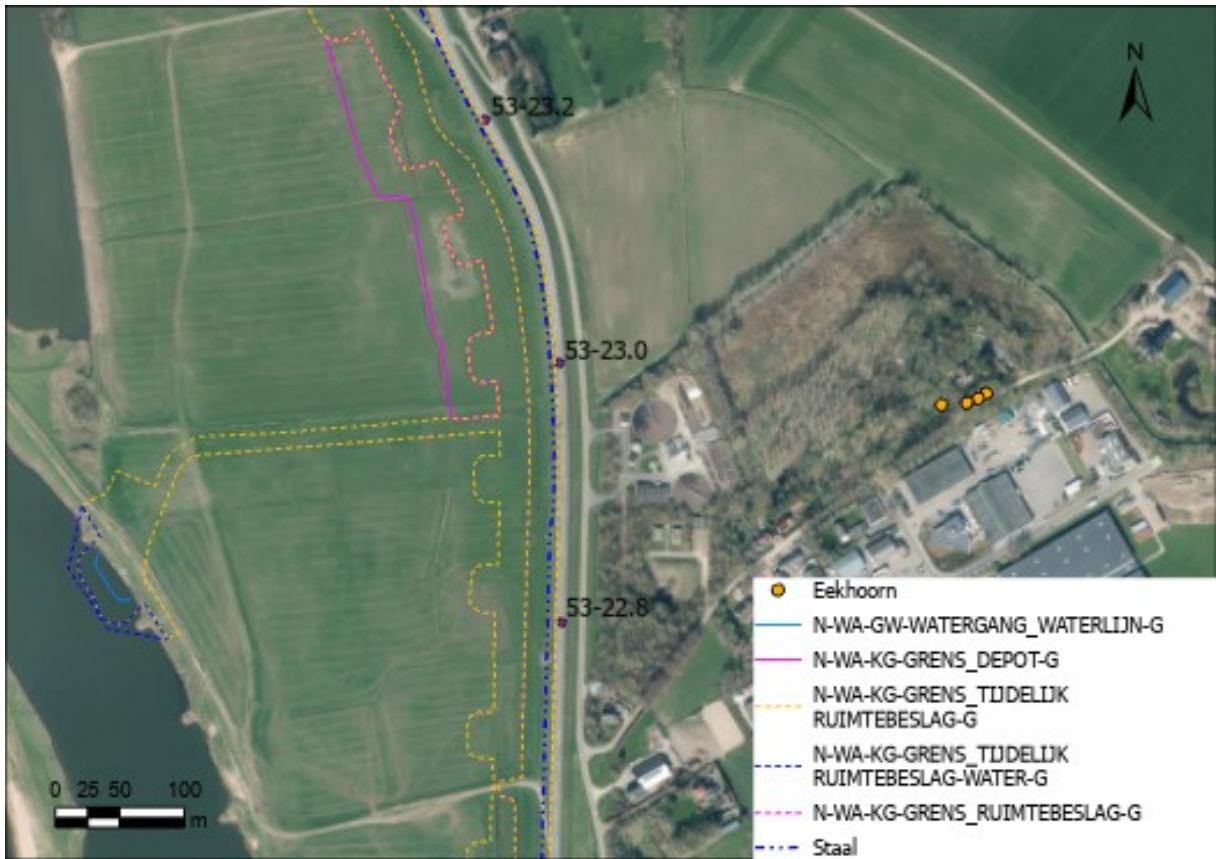 N
53-23.2
53-23.0
53-22.8
Eekhoorn
N-WA-GW-WATERGANG_WATERLIJN-G
N-WA-KG-GRENS_DEPOT-G
N-WA-KG-GRENS_TIJDELIJK
RUIMTEBESLAG-G
N-WA-KG-GRENS_TIJDELIJK
RUIMTEBESLAG-WATER-G
N-WA-KG-GRENS_RUIMTEBESLAG-G
Staal
0 25 50 100
m